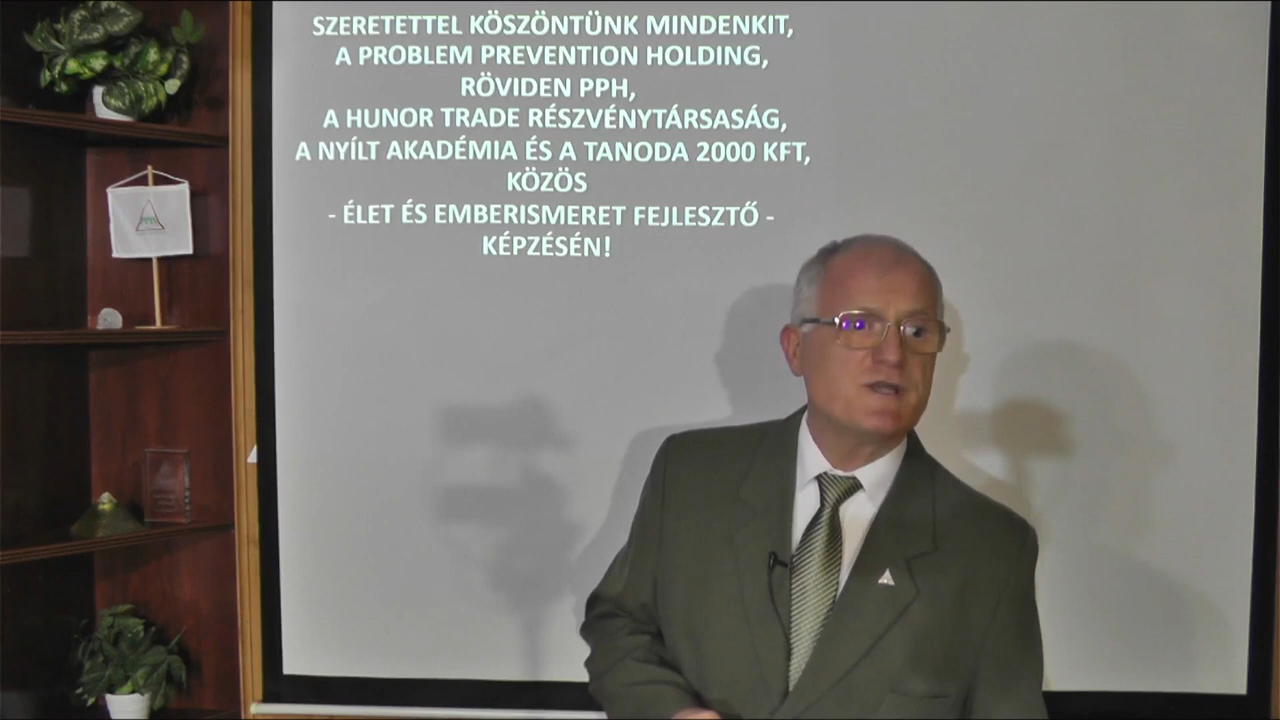 SZERETETTEL KÖSZÖNTÜNK MINDENKIT,
A PROBLEM PREVENTION HOLDING,
RÖVIDEN PPH,
A HUNOR TRADE RÉSZVÉNYTÁRSASÁG,
A NYÍLT AKADÉMIA ÉS A TANODA 2000 KFT,
KÖZÖS
- ÉLET ÉS EMBERISMERET FEJLESZTŐ -
KÉPZÉSÉN!